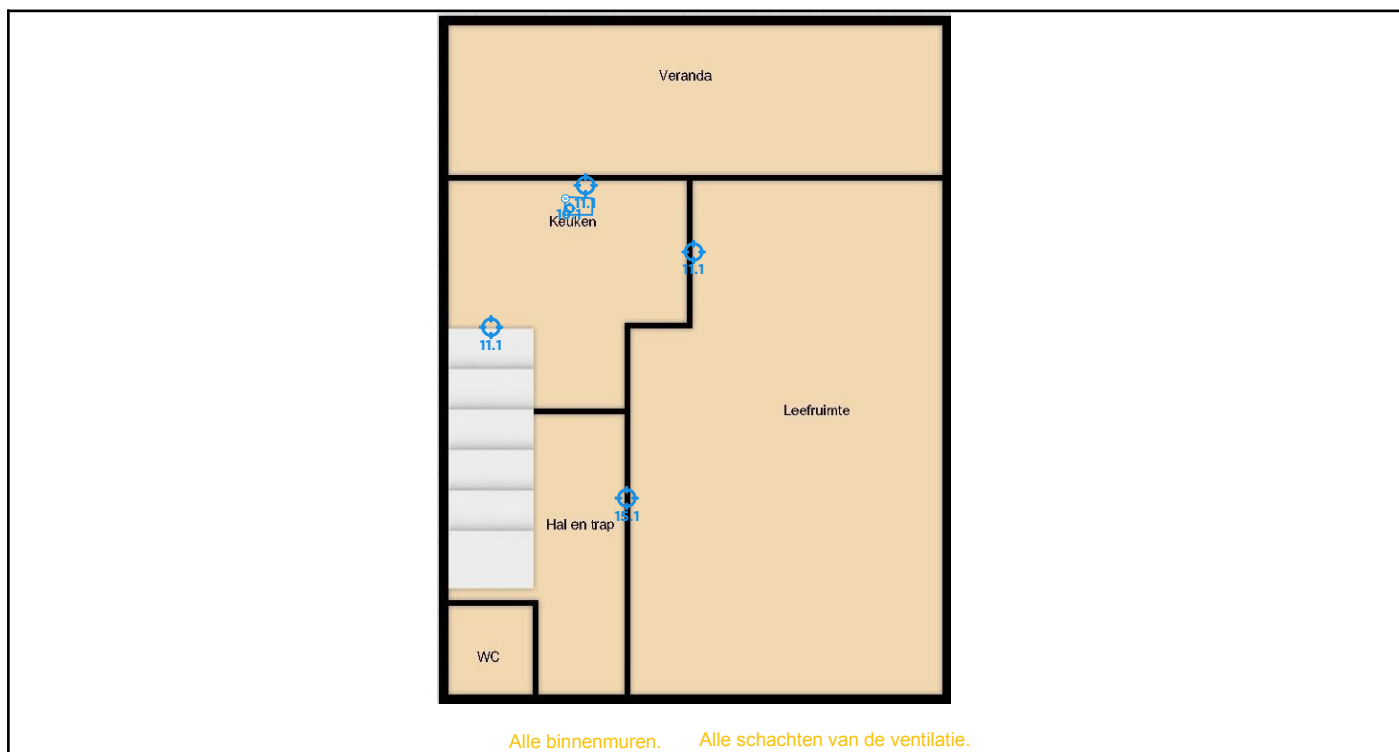 Veranda
11.1
Keuken
11.1
11.1
Leefruimte
15.1
Hal en trap
WC
Alle binnenmuren. Alle schachten van de ventilatie.